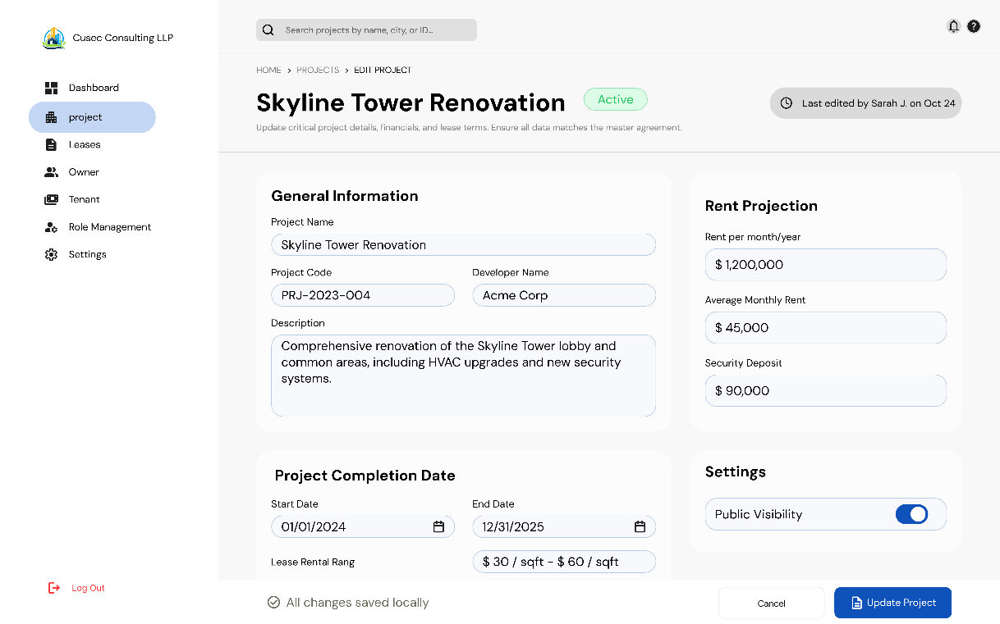 Cusec Consulting LLP
Dashboard
project
Leases
Owner
Tenant
Role Management
Settings
Log Out
Search projects by name, city, or ID...
?
HOME > PROJECTS > EDIT PROJECT
Skyline Tower Renovation
Active
Last edited by Sarah J. on Oct 24
Update critical project details, financials, and lease terms. Ensure all data matches the master agreement.
General Information
Project Name
Skyline Tower Renovation
Project Code
Developer Name
PRJ-2023-004
Acme Corp
Description
Comprehensive renovation of the Skyline Tower lobby and
common areas, including HVAC upgrades and new security
systems.
Rent Projection
Rent per month/year
$ 1,200,000
Average Monthly Rent
$ 45,000
Security Deposit
$ 90,000
Project Completion Date
Start Date
End Date
01/01/2024
12/31/2025
Lease Rental Rang
$ 30 / sqft - $ 60 / sqft
Settings
Public Visibility
All changes saved locally
Cancel
Update Project